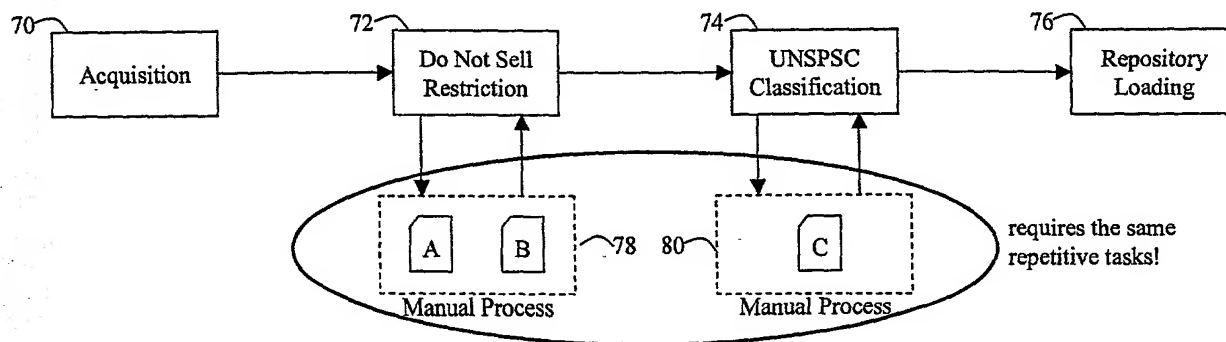 70
Acquisition
72
Do Not Sell
Restriction
74
UNSPSC
Classification
76
Repository
Loading
A
B
78
Manual Process
80
C
Manual Process
requires the same
repetitive tasks!